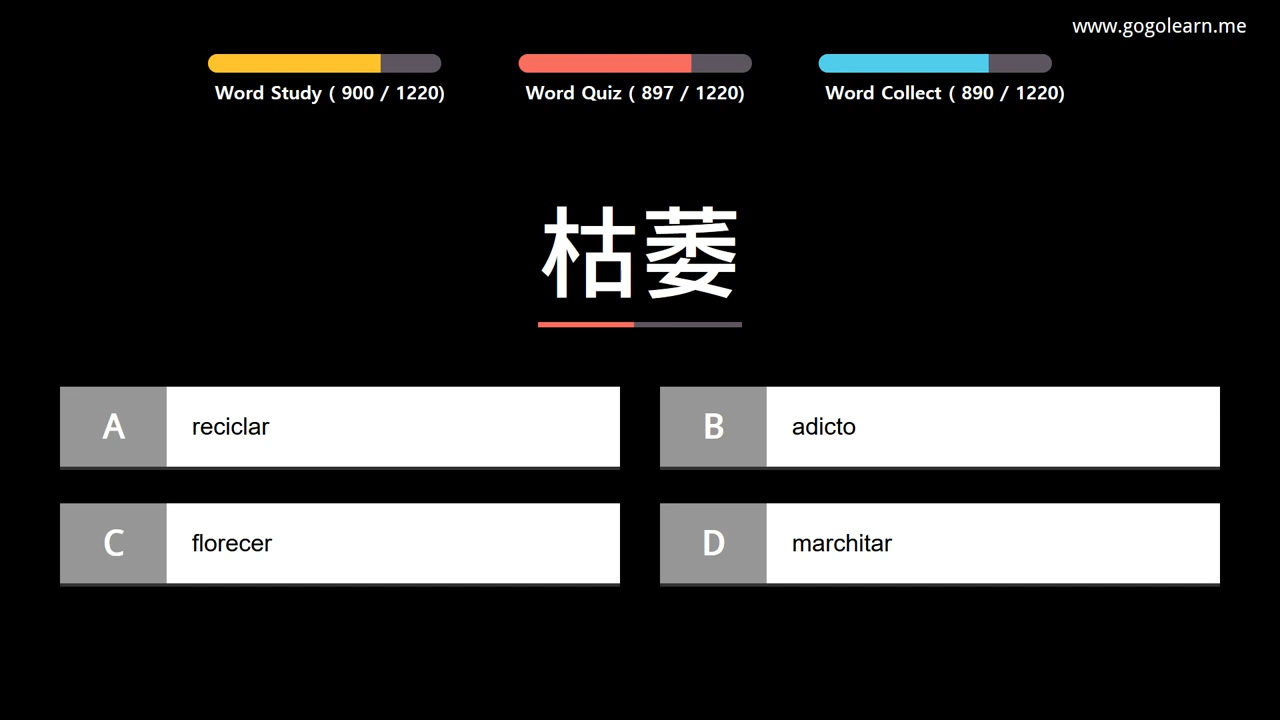 www.gogolearn.me
Word Study ( 900 / 1220)
Word Quiz ( 897 / 1220)
Word Collect ( 890 / 1220)
枯萎
A
reciclar
B
adicto
C
florecer
D
marchitar